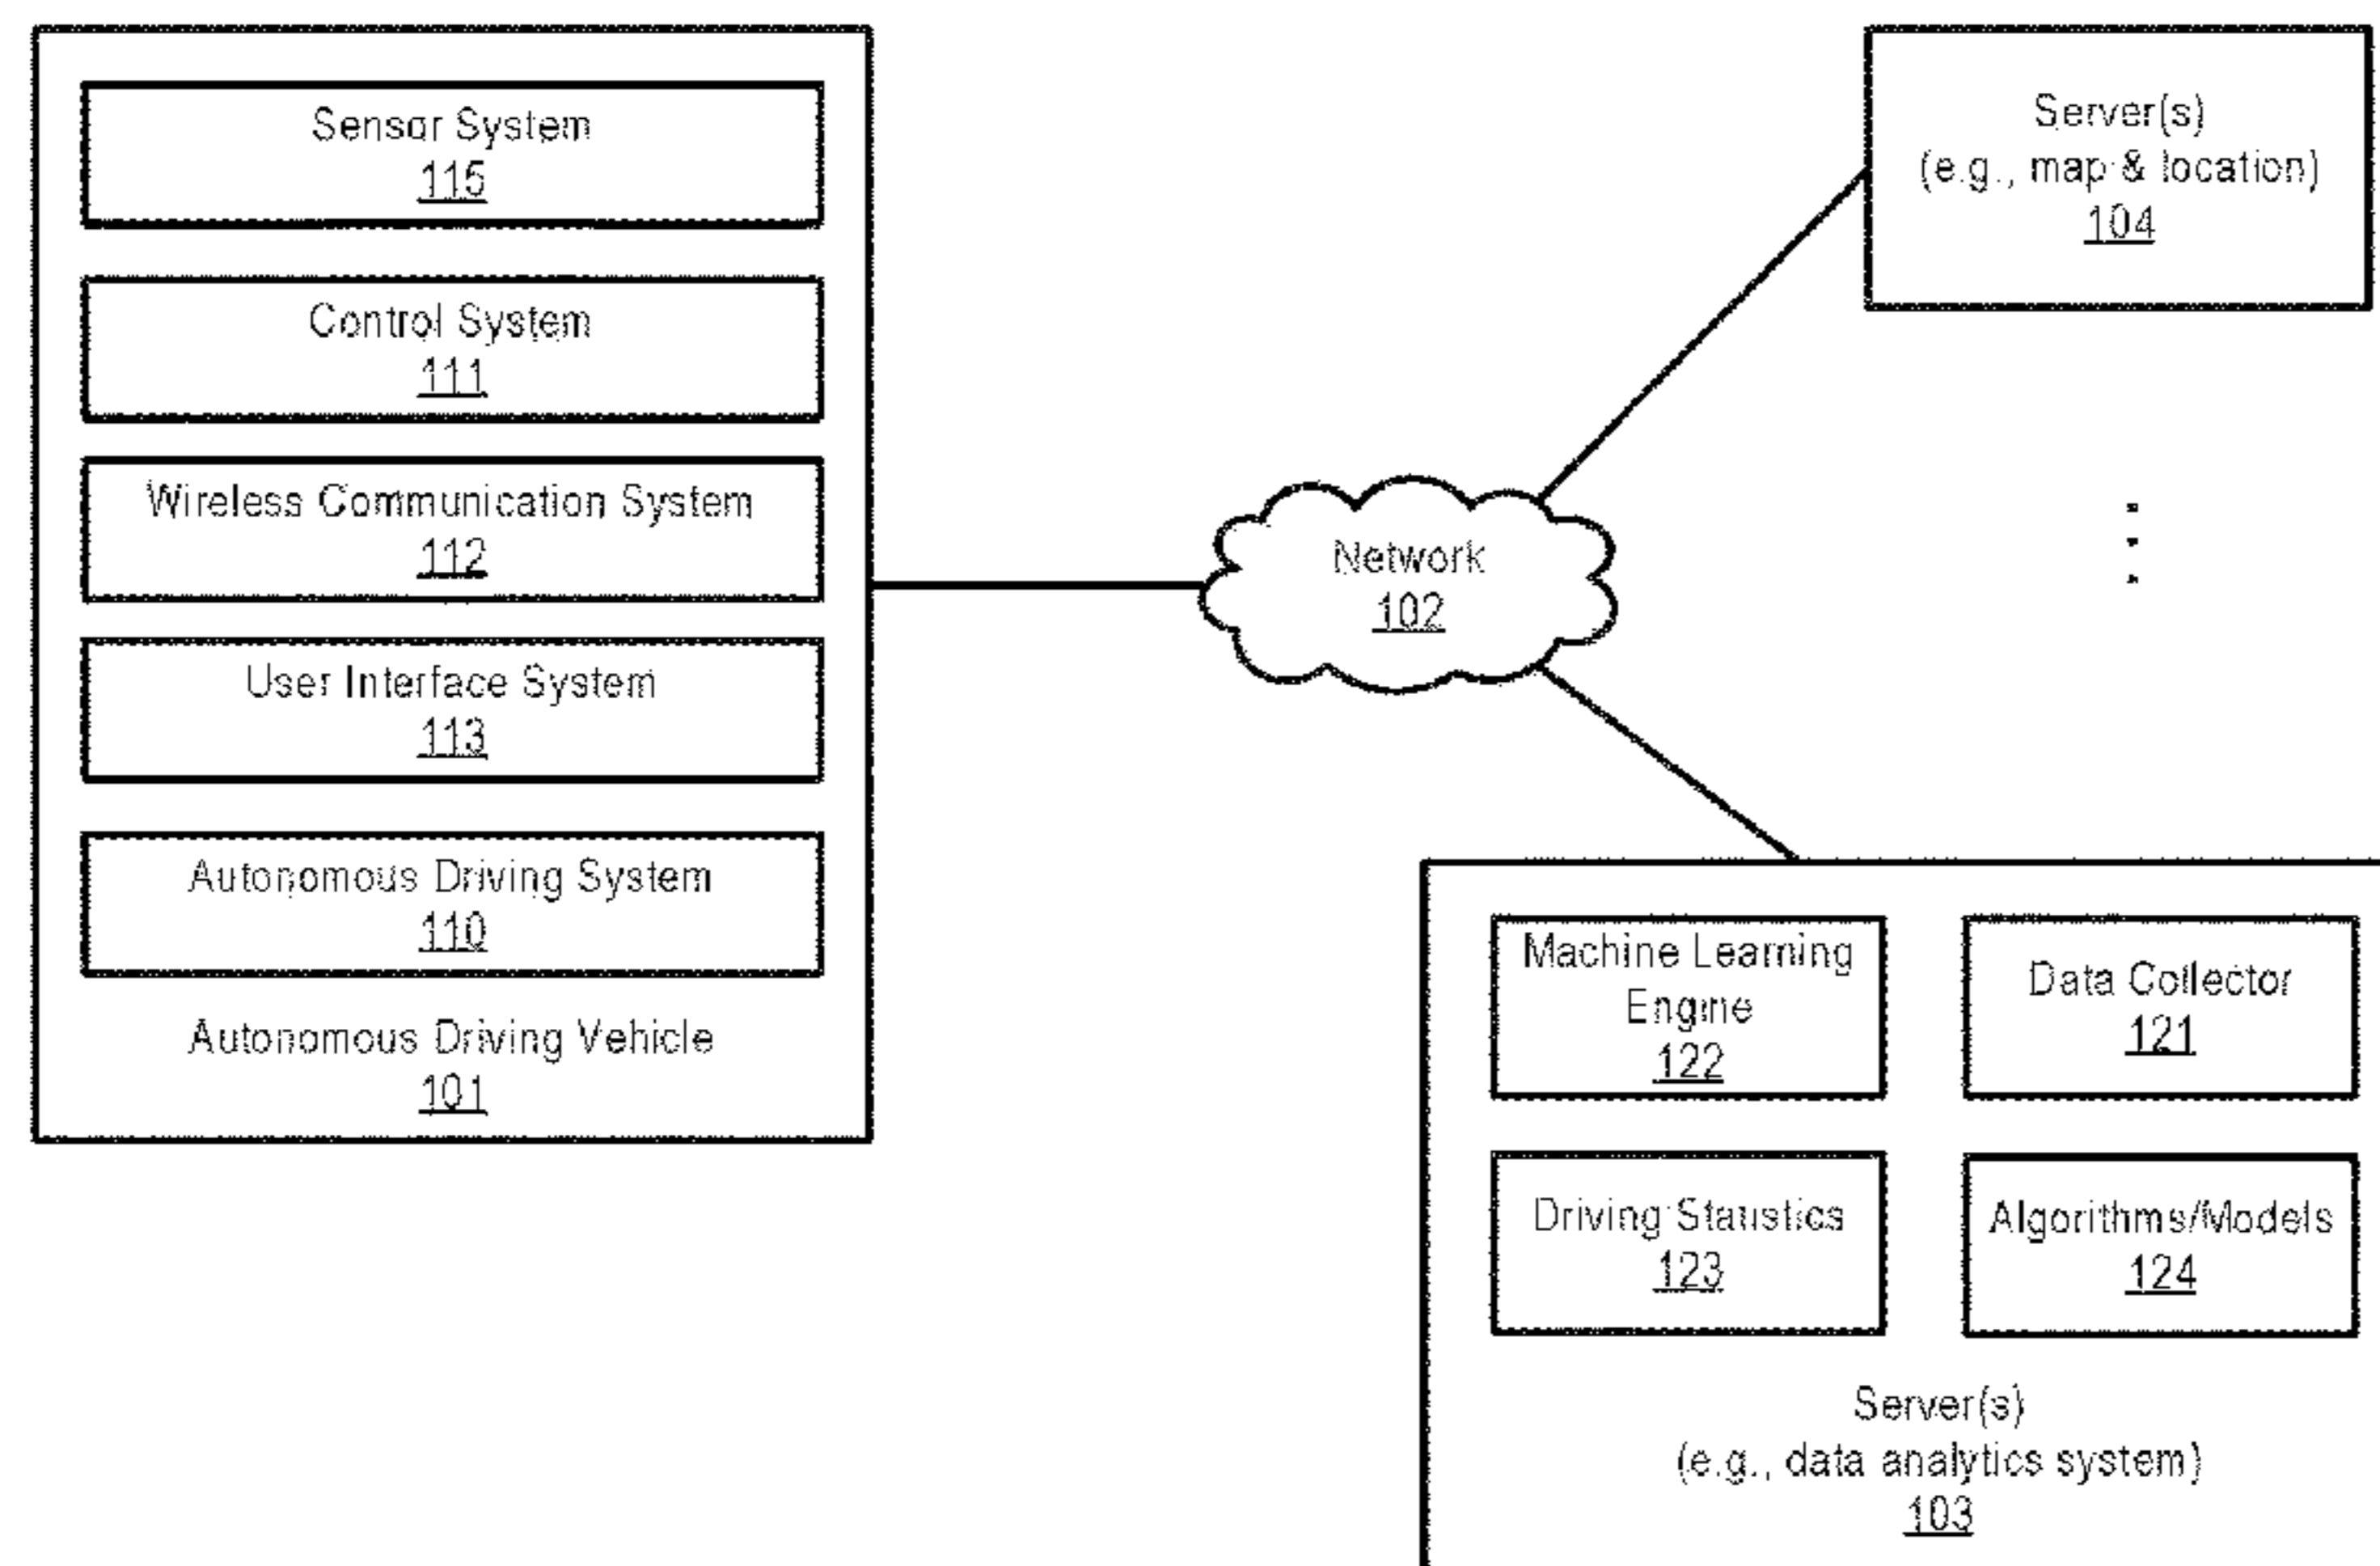 Sensor System
115
Control System
111
Wireless Communication System
112
User Interface System
113
Autonomous Driving System
110
Autonomous Driving Vehicle
101
Network
102
Server(s)
(e.g., map & location)
104
Machine Learning
Engine
122
Data Collector
121
Driving Statistics
123
Algorithms/Models
124
Server(s)
(e.g., data analytics system)
103